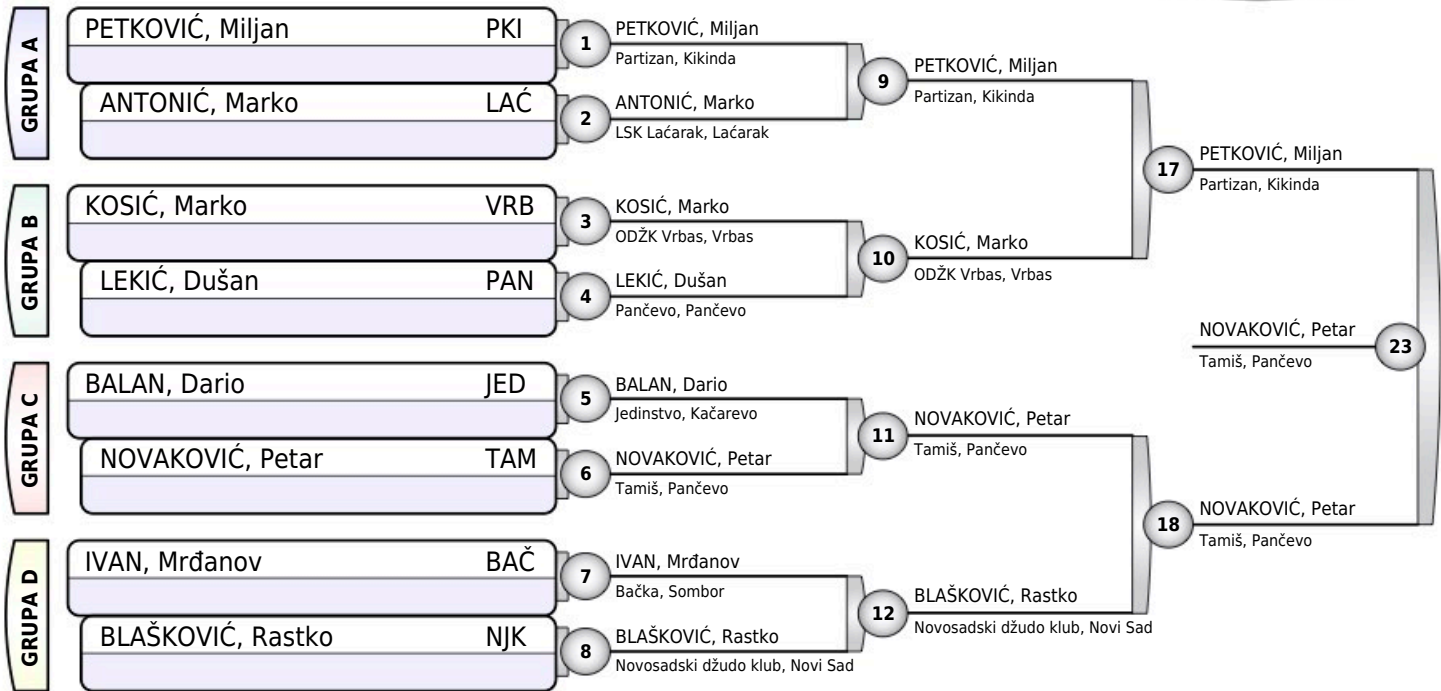 GRUPA A
PETKOVIĆ, Miljan PKI
ANTONIĆ, Marko LAĆ
1
PETKOVIĆ, Miljan
Partizan, Kikinda
2
ANTONIĆ, Marko
LSK Laćarak, Laćarak
9
PETKOVIĆ, Miljan
Partizan, Kikinda
GRUPA B
KOSIĆ, Marko VRB
LEKIĆ, Dušan PAN
3
KOSIĆ, Marko
ODŽK Vrbas, Vrbas
4
LEKIĆ, Dušan
Pančevo, Pančevo
10
KOSIĆ, Marko
ODŽK Vrbas, Vrbas
17
PETKOVIĆ, Miljan
Partizan, Kikinda
GRUPA C
BALAN, Dario JED
NOVAKOVIĆ, Petar TAM
5
BALAN, Dario
Jedinstvo, Kačarevo
6
NOVAKOVIĆ, Petar
Tamiš, Pančevo
11
NOVAKOVIĆ, Petar
Tamiš, Pančevo
GRUPA D
IVAN, Mrđanov BAČ
BLAŠKOVIĆ, Rastko NJK
7
IVAN, Mrđanov
Bačka, Sombor
8
BLAŠKOVIĆ, Rastko
Novosadski džudo klub, Novi Sad
12
BLAŠKOVIĆ, Rastko
Novosadski džudo klub, Novi Sad
18
NOVAKOVIĆ, Petar
Tamiš, Pančevo
NOVAKOVIĆ, Petar
Tamiš, Pančevo
23